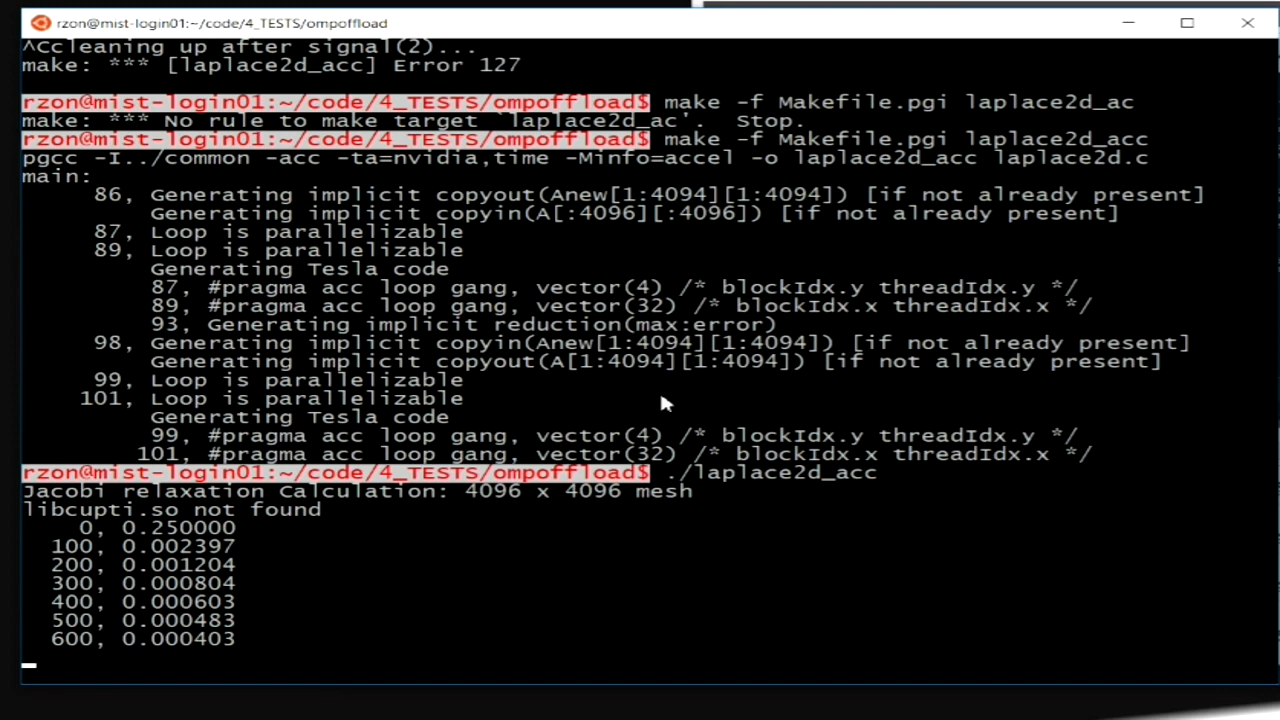 rzon@mist-login01:~/code/4_TESTS/ompoffload
^Ccleaning up after signal(2)...
make: *** [laplace2d_acc] Error 127
rzon@mist-login01:~/code/4_TESTS/ompoffload$ make -f Makefile.pgi laplace2d_ac
make: *** No rule to make target `laplace2d_ac'.  Stop.
rzon@mist-login01:~/code/4_TESTS/ompoffload$ make -f Makefile.pgi laplace2d_acc
pgcc -I../common -acc -ta=nvidia,time -Minfo=accel -o laplace2d_acc laplace2d.c
main:
86, Generating implicit copyout(Anew[1:4094][1:4094]) [if not already present]
Generating implicit copyin(A[:4096][:4096]) [if not already present]
87, Loop is parallelizable
89, Loop is parallelizable
Generating Tesla code
87, #pragma acc loop gang, vector(4) /* blockIdx.y threadIdx.y */
89, #pragma acc loop gang, vector(32) /* blockIdx.x threadIdx.x */
93, Generating implicit reduction(max:error)
98, Generating implicit copyin(Anew[1:4094][1:4094]) [if not already present]
Generating implicit copyout(A[1:4094][1:4094]) [if not already present]
99, Loop is parallelizable
101, Loop is parallelizable
Generating Tesla code
99, #pragma acc loop gang, vector(4) /* blockIdx.y threadIdx.y */
101, #pragma acc loop gang, vector(32) /* blockIdx.x threadIdx.x */
rzon@mist-login01:~/code/4_TESTS/ompoffload$ ./laplace2d_acc
Jacobi relaxation Calculation: 4096 x 4096 mesh
libcupti.so not found
0, 0.250000
100, 0.002397
200, 0.001204
300, 0.000804
400, 0.000603
500, 0.000483
600, 0.000403